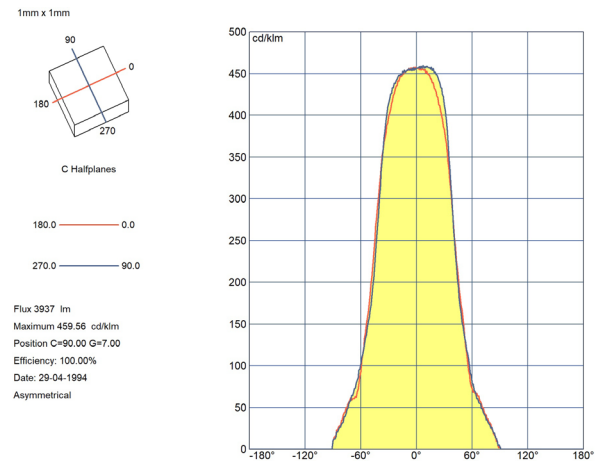 1mm x 1mm
90
0
180
270
C Halfplanes
180.0 0.0
270.0 90.0
Flux 3937 lm
Maximum 459.56 cd/klm
Position C=90.00 G=7.00
Efficiency: 100.00%
Date: 29-04-1994
Asymmetrical
500
cd/klm
450
400
350
300
250
200
150
100
50
0
-180° -120° -60° 0° 60° 120° 180°